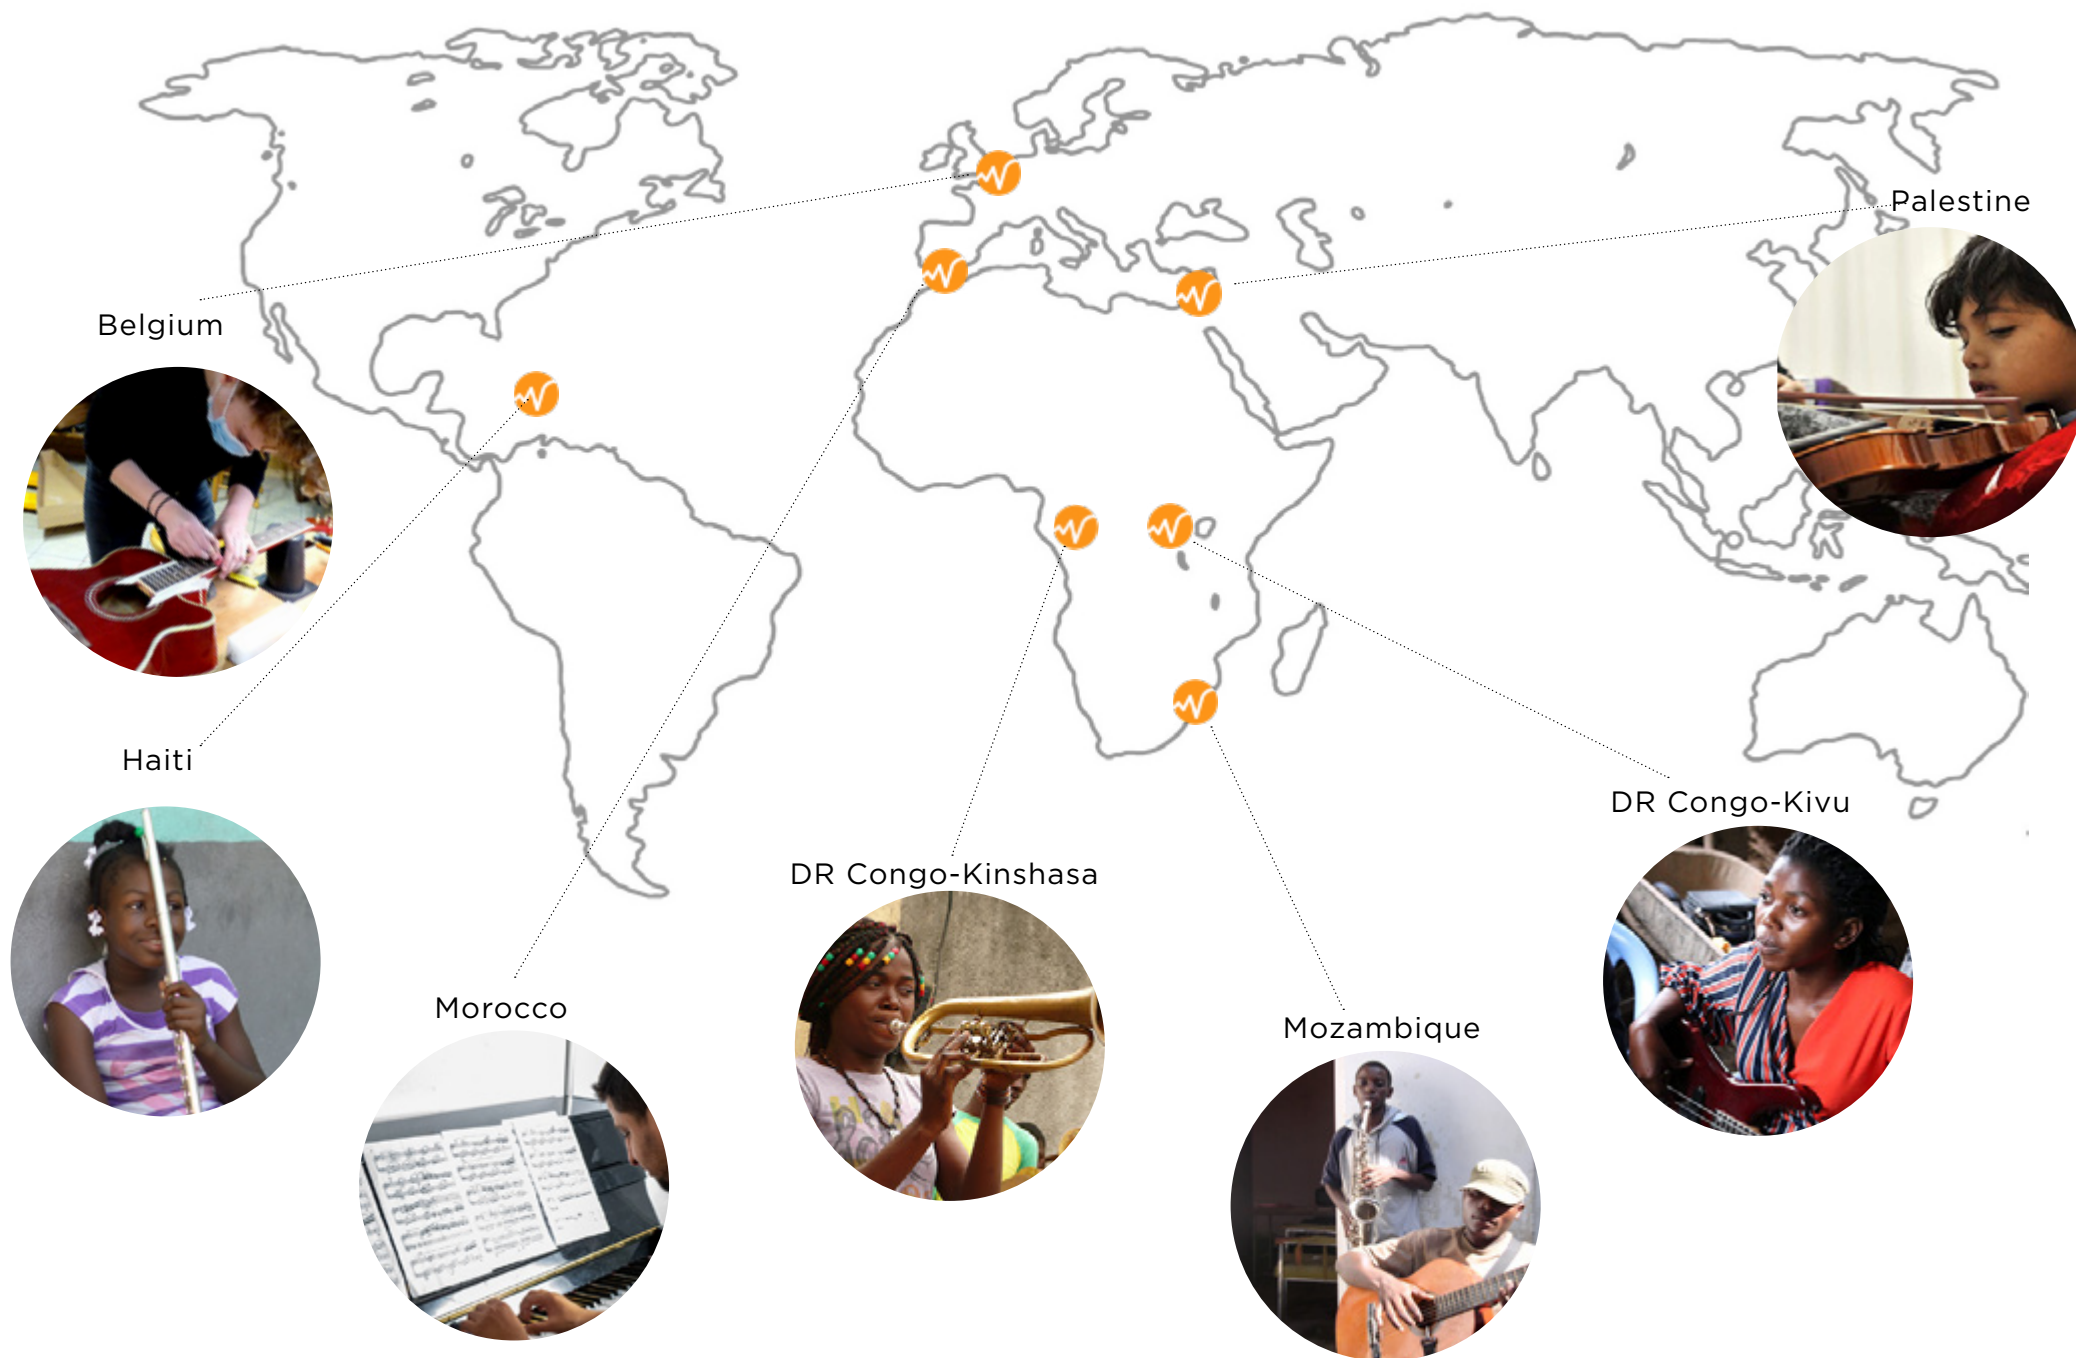 Palestine
Belgium
Haiti
DR Congo-Kivu
DR Congo-Kinshasa
Morocco
Mozambique